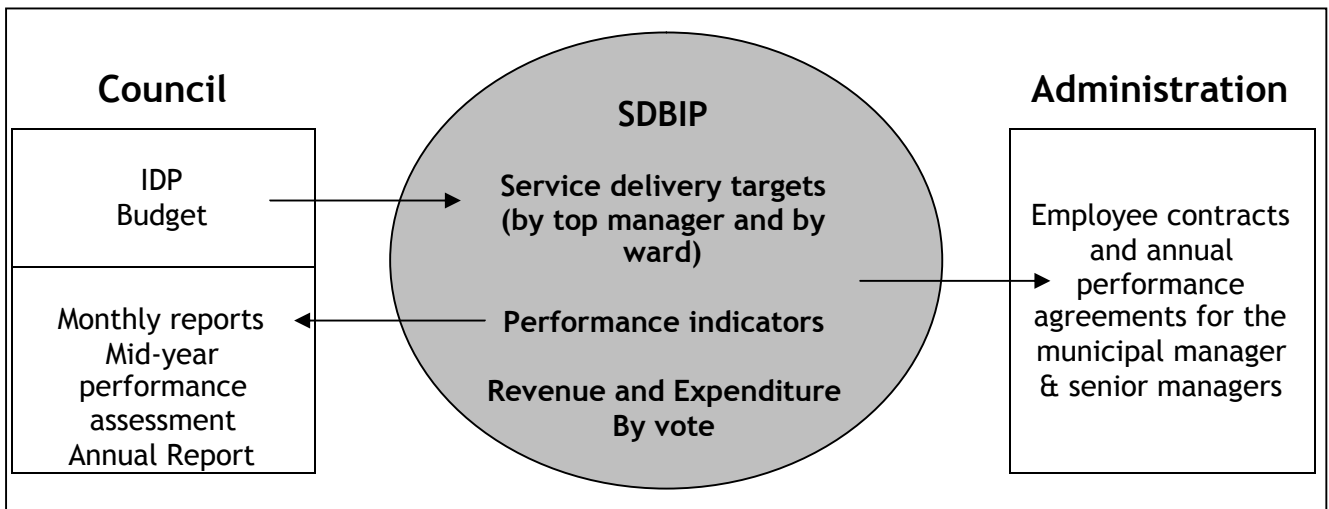 Council
IDP
Budget
Monthly reports
Mid-year
performance
assessment
Annual Report
SDBIP
Service delivery targets
(by top manager and by
ward)
Performance indicators
Revenue and Expenditure
By vote
Administration
Employee contracts
and annual
performance
agreements for the
municipal manager
& senior managers